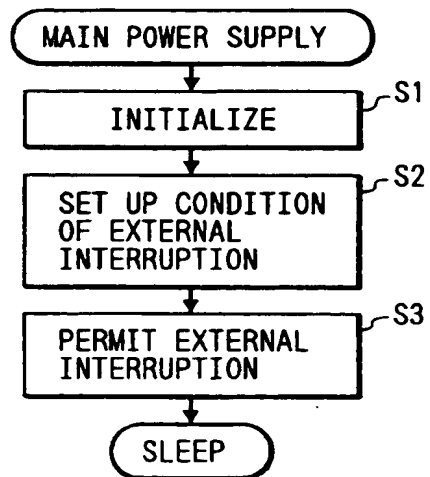 MAIN POWER SUPPLY
S1
INITIALIZE
S2
SET UP CONDITION
OF EXTERNAL
INTERRUPTION
S3
PERMIT EXTERNAL
INTERRUPTION
SLEEP